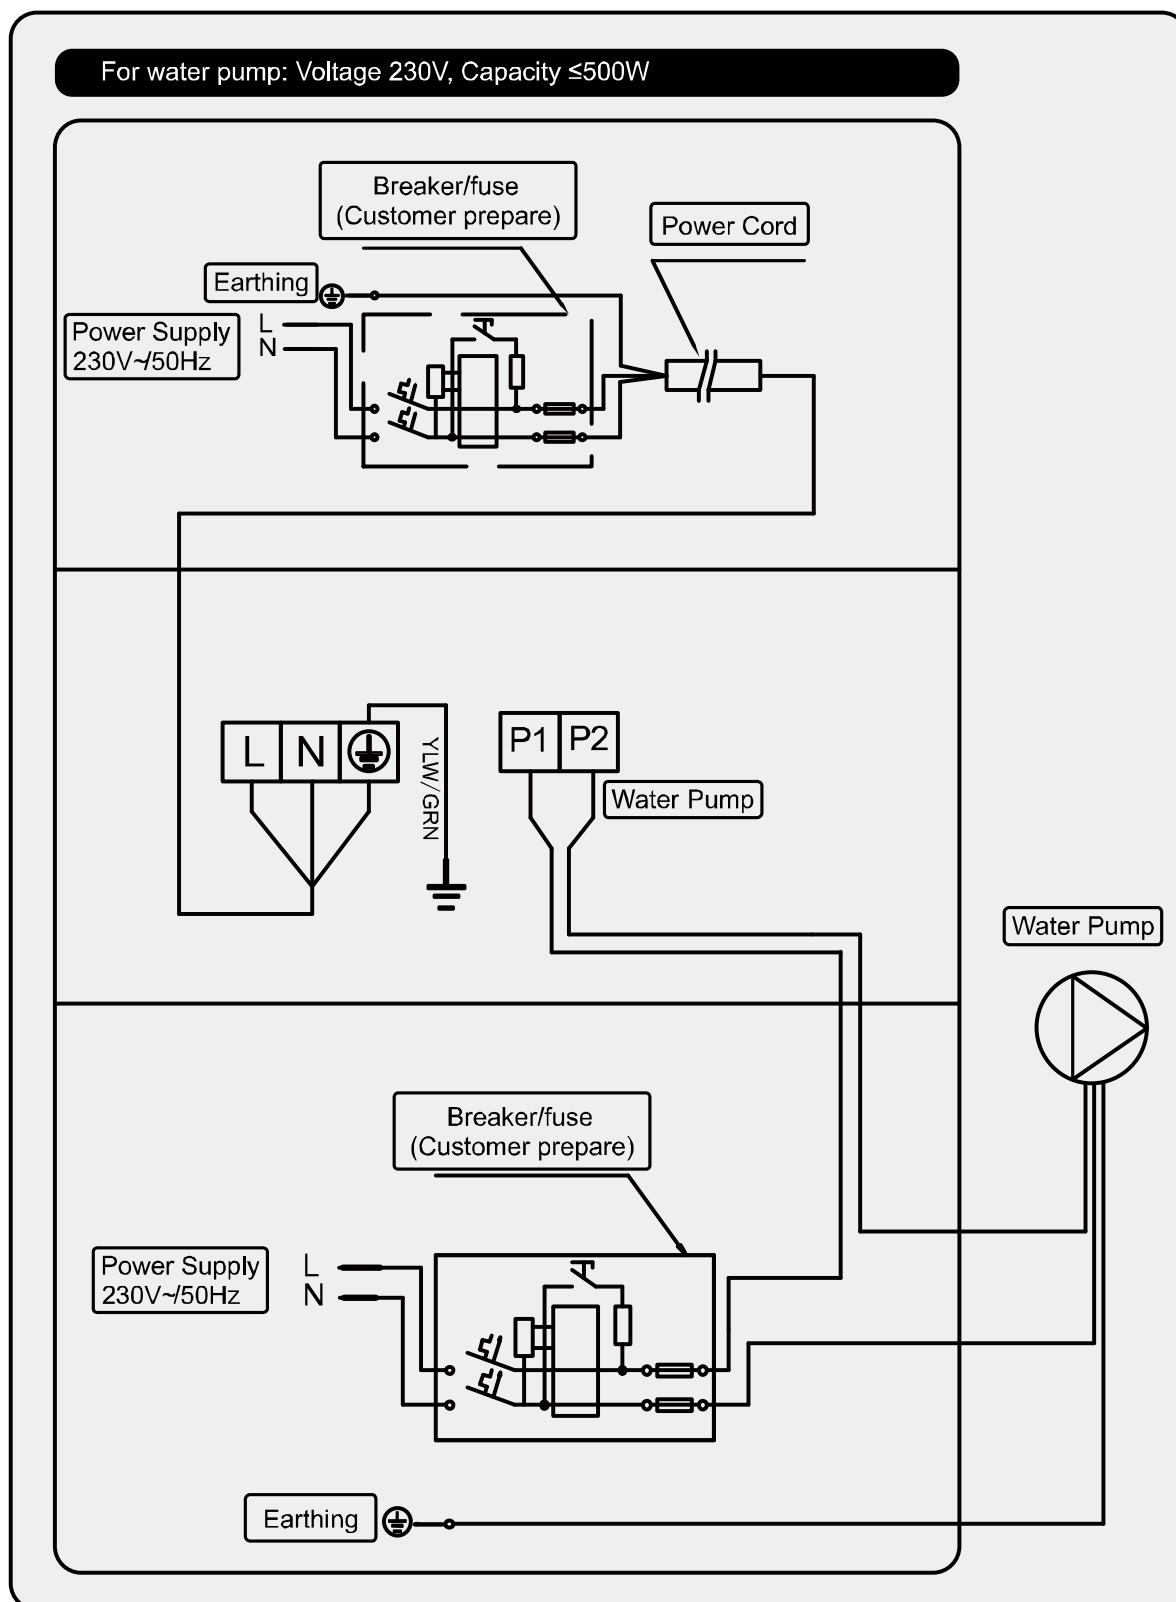 For water pump: Voltage 230V, Capacity ≤500W
Breaker/fuse
(Customer prepare)
Power Cord
Earthing
Power Supply
230V~/50Hz
L
N
L N
YLW/GRN
P1 P2
Water Pump
Water Pump
Breaker/fuse
(Customer prepare)
Power Supply
230V~/50Hz
L
N
Earthing